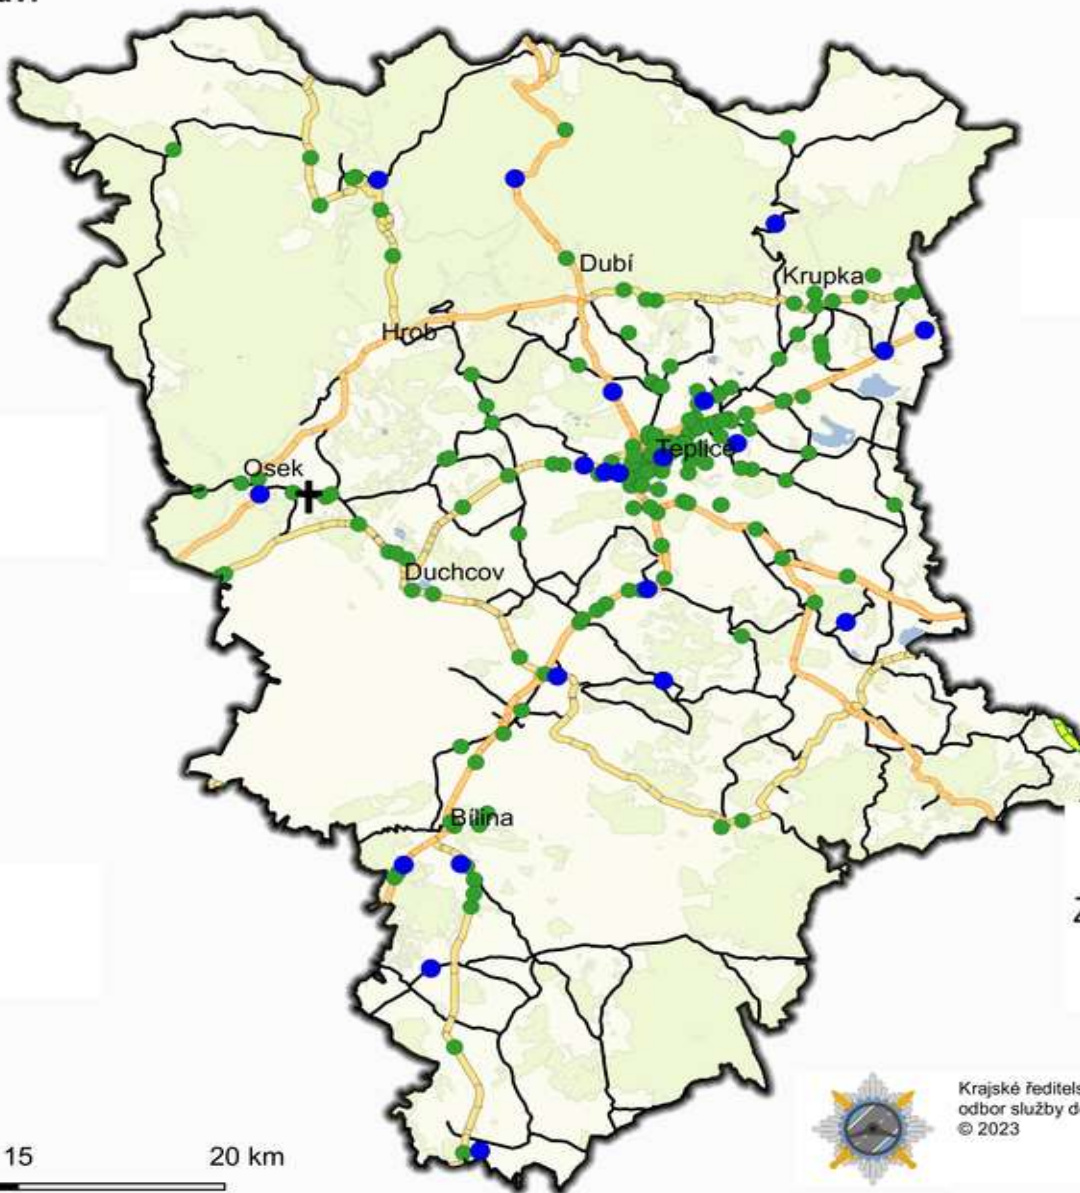 Dubí
Krupka
Hrob
Teplice
Osek
Duchcov
Bílina
15 20 km
Krajské ředitels
odbor služby d
© 2023